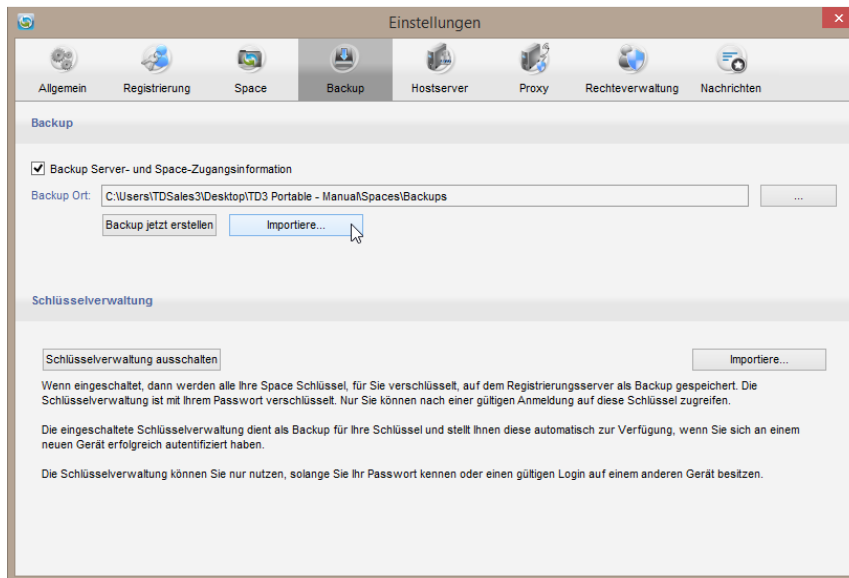 Einstellungen
Allgemein Registrierung Space Backup Hostserver Proxy Rechteverwaltung Nachrichten
Backup
Backup Server- und Space-Zugangsinformation
Backup Ort: C:\Users\TDSales3\Desktop\TD3 Portable - Manual\Spaces\Backups ...
Backup jetzt erstellen Importiere...
Schlüsselverwaltung
Schlüsselverwaltung ausschalten Importiere...
Wenn eingeschaltet, dann werden alle Ihre Space Schlüssel, für Sie verschlüsselt, auf dem Registrierungsserver als Backup gespeichert. Die
Schlüsselverwaltung ist mit Ihrem Passwort verschlüsselt. Nur Sie können nach einer gültigen Anmeldung auf diese Schlüssel zugreifen.
Die eingeschaltete Schlüsselverwaltung dient als Backup für Ihre Schlüssel und stellt Ihnen diese automatisch zur Verfügung, wenn Sie sich an einem
neuen Gerät erfolgreich autentifiziert haben.
Die Schlüsselverwaltung können Sie nur nutzen, solange Sie Ihr Passwort kennen oder einen gültigen Login auf einem anderen Gerät besitzen.